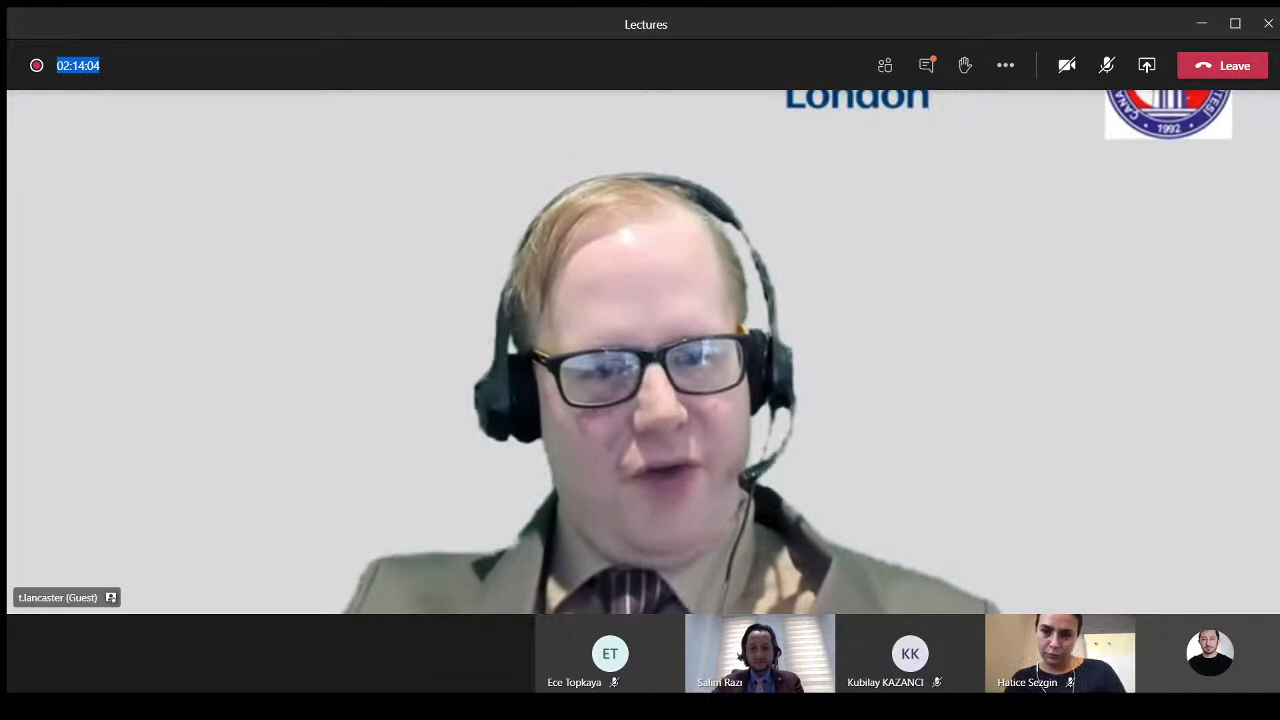 Lectures
02:14:04
Leave
London
1992
t.lancaster (Guest)
ET
Ece Topkaya
Salim Razı
KK
Kubilay KAZANCI
Hatice Sezgin